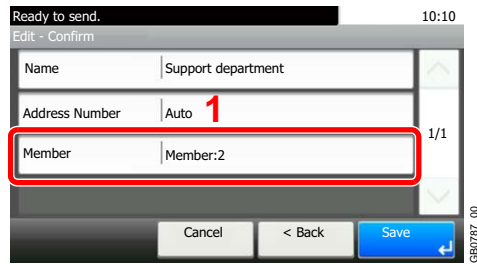 Ready to send. 10:10
Edit - Confirm
Name Support department
Address Number Auto 1
1/1
Member Member:2
Cancel < Back Save
GB0787_00